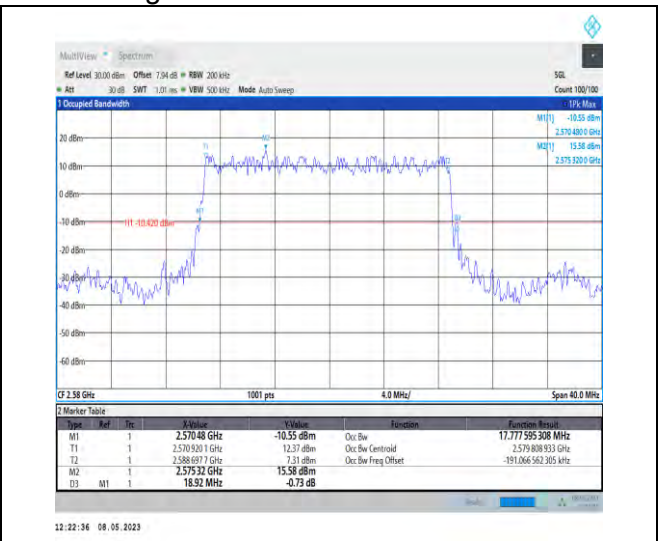 MultiView Spectrum
Ref Level 30.00 dBm Offset 7.94 dB RBW 200 kHz SGL
Att 30 dB SWT 1.01 ms VBW 500 kHz Mode Auto Sweep Count 100/100
1 Occupied Bandwidth 1Pk Max
M1[1] -10.55 dBm
2.570 480 0 GHz
M2[1] 15.58 dBm
2.575 320 0 GHz
20 dBm
10 dBm
0 dBm
-10 dBm
H1 -10.420 dBm
-20 dBm
-30 dBm
-40 dBm
-50 dBm
-60 dBm
M2
T1
T2
M1
D3
CF 2.58 GHz 1001 pts 4.0 MHz/ Span 40.0 MHz
2 Marker Table
Type Ref Trc X-Value Y-Value Function Function Result
M1 1 2.570 48 GHz -10.55 dBm Occ Bw 17.777 595 308 MHz
T1 1 2.570 920 1 GHz 12.37 dBm Occ Bw Centroid 2.579 808 933 GHz
T2 1 2.588 697 7 GHz 7.31 dBm Occ Bw Freq Offset -191.066 562 305 kHz
M2 1 2.575 32 GHz 15.58 dBm
D3 M1 1 18.92 MHz -0.73 dB
12:22:36 08.05.2023